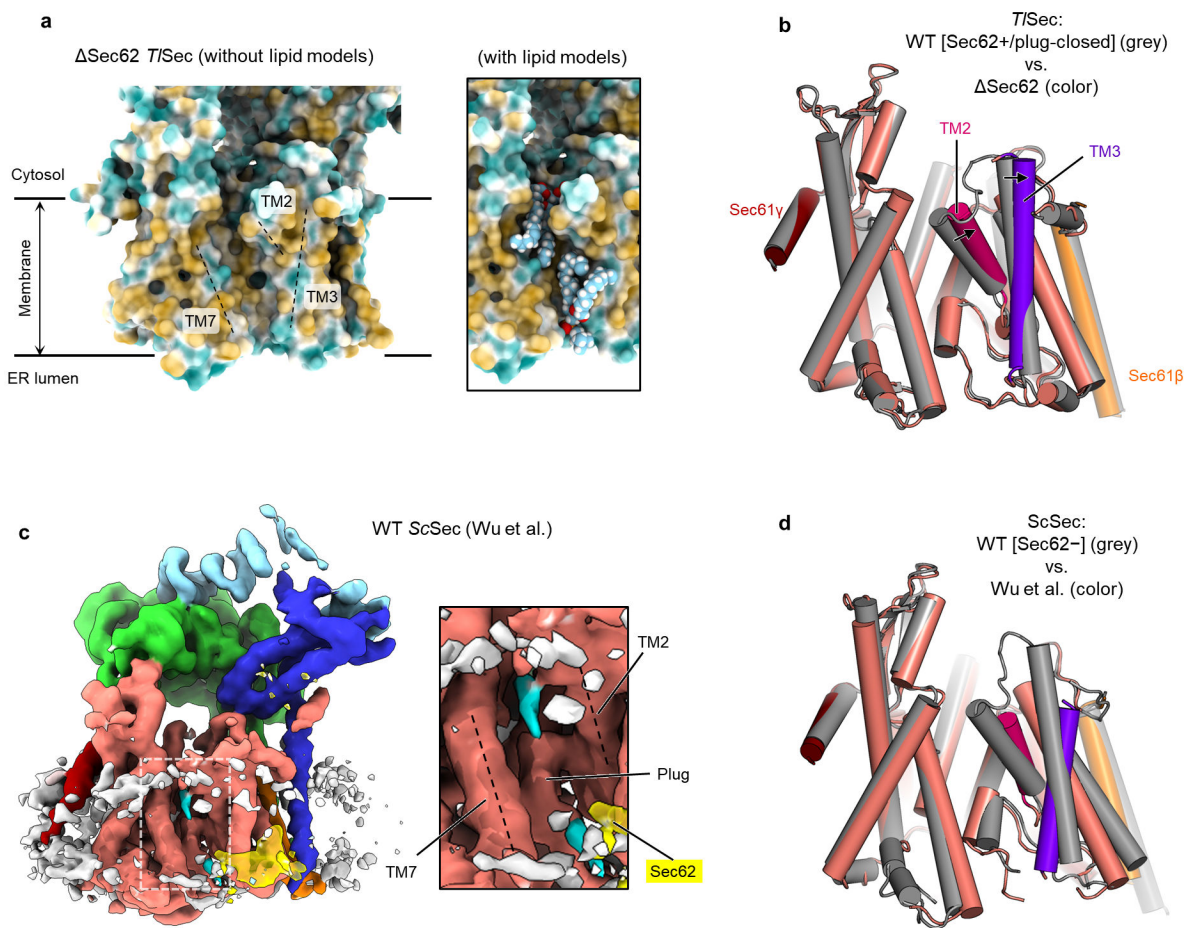 a
ΔSec62 TlSec (without lipid models)
(with lipid models)
Cytosol
Membrane
ER lumen
TM2
TM7
TM3
b
TlSec:
WT [Sec62+/plug-closed] (grey)
vs.
ΔSec62 (color)
TM2
TM3
Sec61γ
Sec61β
c
WT ScSec (Wu et al.)
TM2
Plug
TM7
Sec62
d
ScSec:
WT [Sec62−] (grey)
vs.
Wu et al. (color)